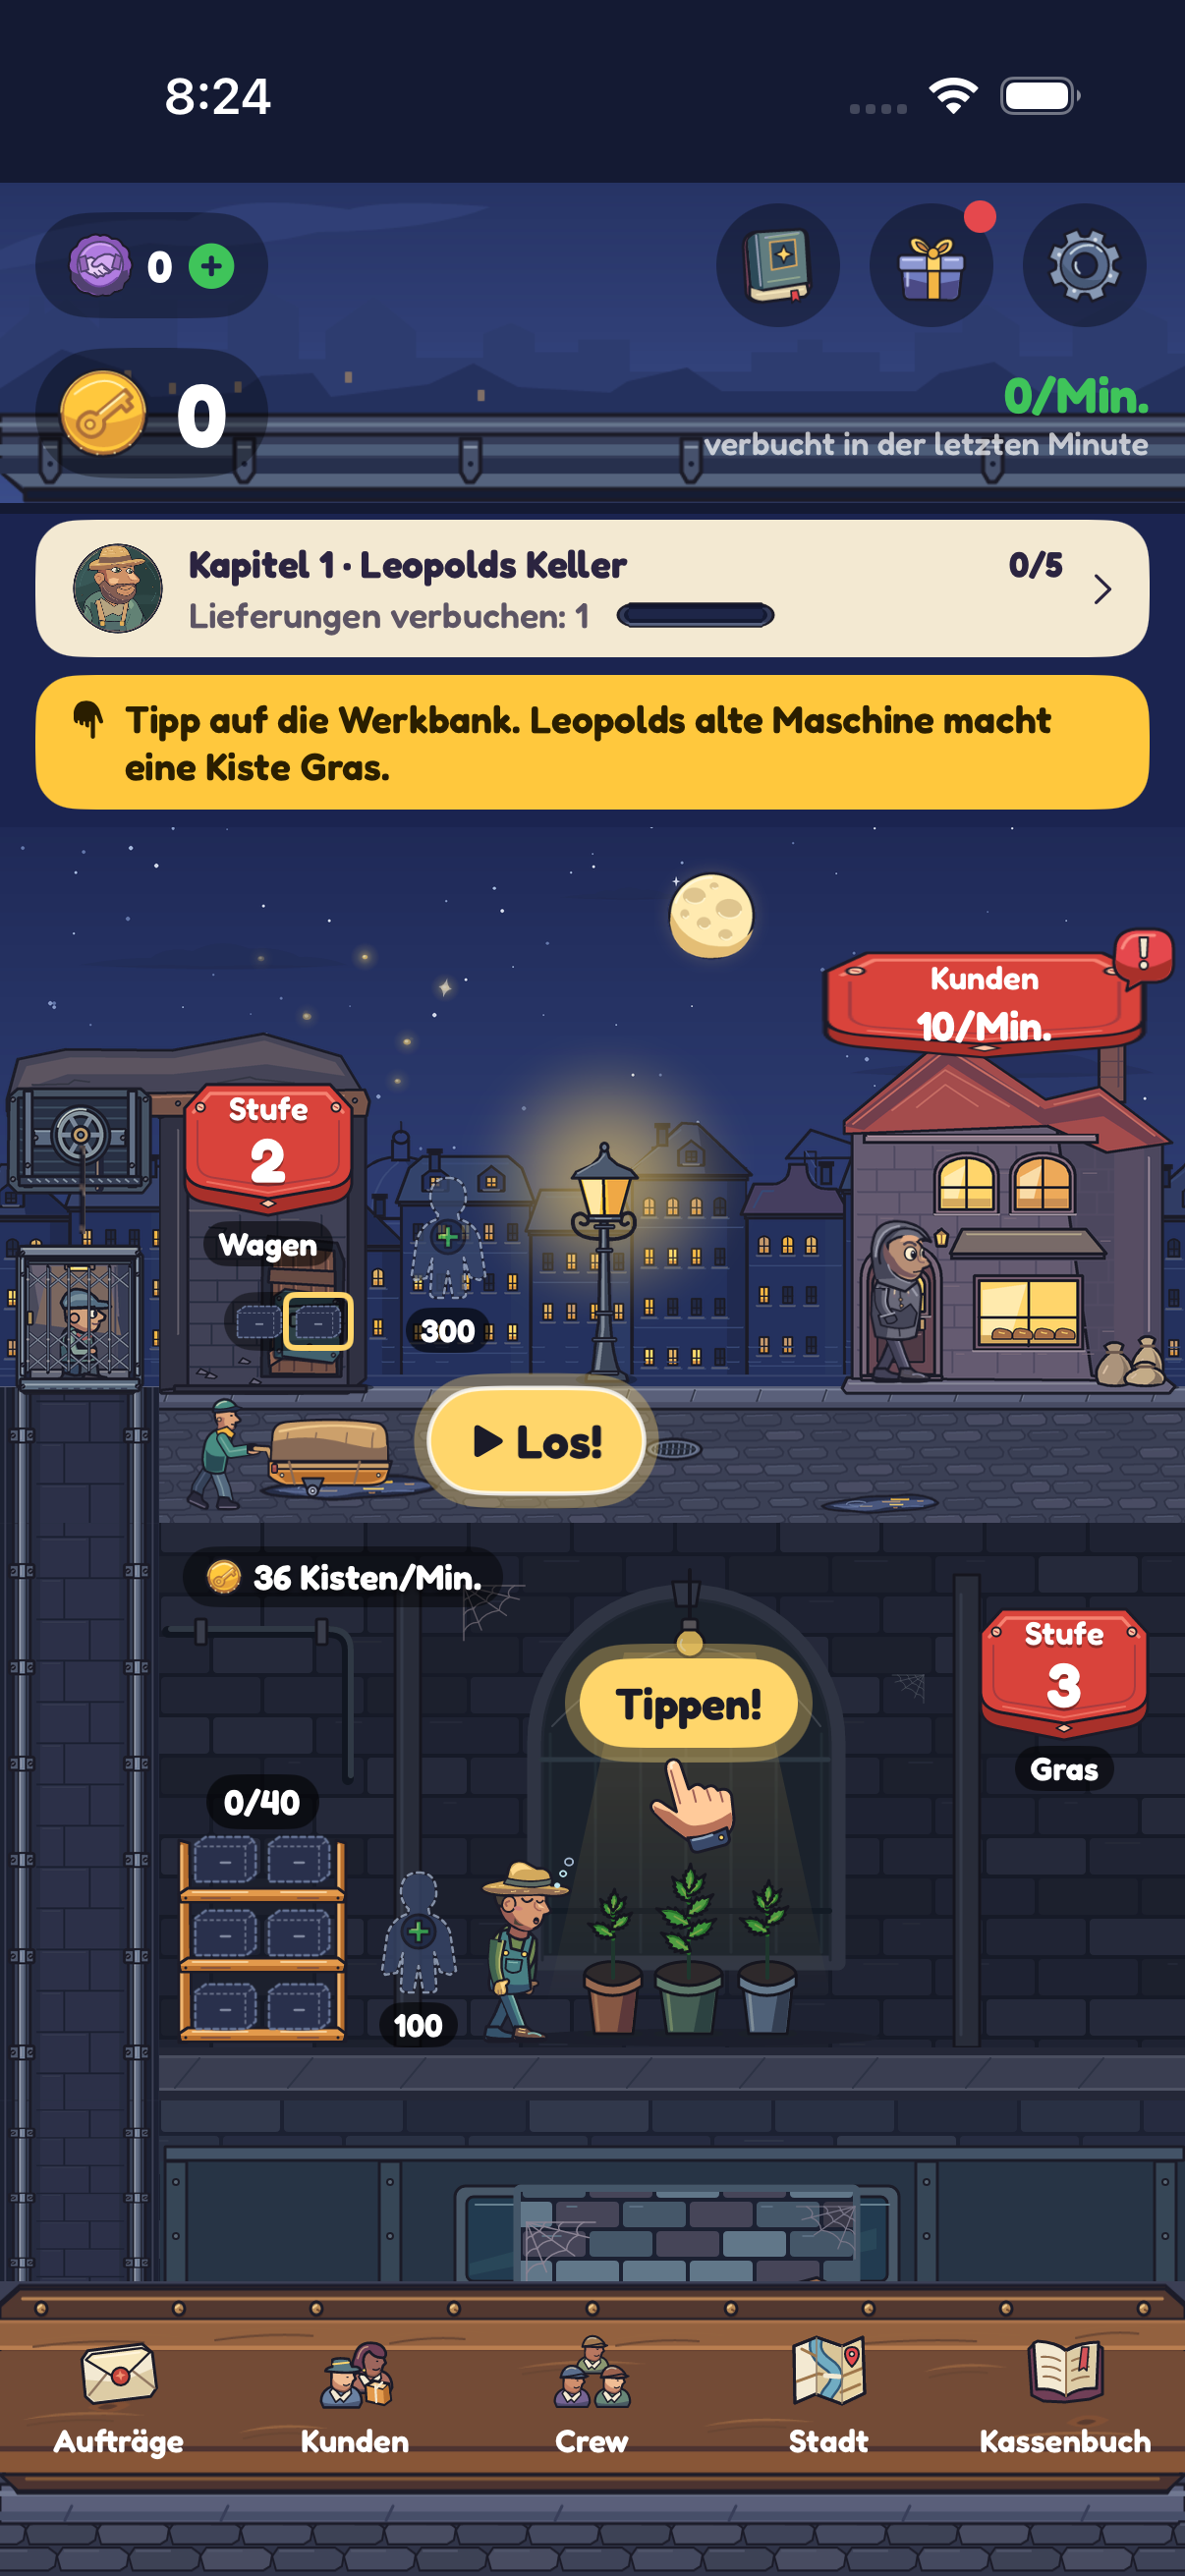 8:24
0
0
0/Min.
verbucht in der letzten Minute
Kapitel 1 · Leopolds Keller
0/5
Lieferungen verbuchen: 1
Tipp auf die Werkbank. Leopolds alte Maschine macht
eine Kiste Gras.
Kunden
10/Min.
!
Stufe
2
Wagen
300
Los!
36 Kisten/Min.
Tippen!
Stufe
3
Gras
0/40
100
Aufträge
Kunden
Crew
Stadt
Kassenbuch